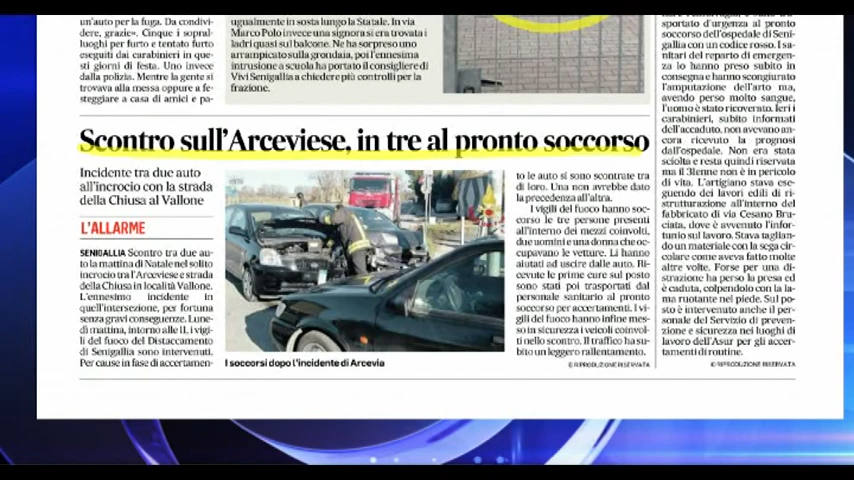 un'auto per la fuga. Da condivi-
dere, grazie». Cinque i sopral-
luoghi per furto e tentato furto
eseguiti dai carabinieri in que-
sti giorni di festa. Uno invece
dalla polizia. Mentre la gente si
trovava alla messa oppure a fe-
steggiare a casa di amici e pa-
ugualmente in sosta lungo la Statale. In via
Marco Polo invece una signora si era trovata i
ladri quasi sul balcone. Ne ha sorpreso uno
arrampicato sulla grondaia, poi l'ennesima
intrusione a scuola ha portato il consigliere di
Vivi Senigallia a chiedere più controlli per la
frazione.
Scontro sull'Arceviese, in tre al pronto soccorso
Incidente tra due auto
all'incrocio con la strada
della Chiusa al Vallone
L'ALLARME
SENIGALLIA Scontro tra due au-
to la mattina di Natale nel solito
incrocio tra l'Arceviese e strada
della Chiusa in località Vallone.
L'ennesimo incidente in
quell'intersezione, per fortuna
senza gravi conseguenze. Lune-
dì mattina, intorno alle 11, i vigi-
li del fuoco del Distaccamento
di Senigallia sono intervenuti.
Per cause in fase di accertamen-
I soccorsi dopo l'incidente di Arcevia
to le auto si sono scontrate tra
di loro. Una non avrebbe dato
la precedenza all'altra.
I vigili del fuoco hanno soc-
corso le tre persone presenti
all'interno dei mezzi coinvolti,
due uomini e una donna che oc-
cupavano le vetture. Li hanno
aiutati ad uscire dalle auto. Ri-
cevute le prime cure sul posto
sono stati poi trasportati dal
personale sanitario al pronto
soccorso per accertamenti. I vi-
gili del fuoco hanno infine mes-
so in sicurezza i veicoli coinvol-
ti nello scontro. Il traffico ha su-
bìto un leggero rallentamento.
© RIPRODUZIONE RISERVATA
sportato d'urgenza al pronto
soccorso dell'ospedale di Seni-
gallia con un codice rosso. I sa-
nitari del reparto di emergen-
za lo hanno preso subito in
consegna e hanno scongiurato
l'amputazione dell'arto ma,
avendo perso molto sangue,
l'uomo è stato ricoverato. Ieri i
carabinieri, subito informati
dell'accaduto, non avevano an-
cora ricevuto la prognosi
dall'ospedale. Non era stata
sciolta e resta quindi riservata
ma il 31enne non è in pericolo
di vita. L'artigiano stava ese-
guendo dei lavori edili di ri-
strutturazione all'interno del
fabbricato di via Cesano Bru-
ciata, dove è avvenuto l'infor-
tunio sul lavoro. Stava taglian-
do un materiale con la sega cir-
colare come aveva fatto molte
altre volte. Forse per una di-
strazione ha perso la presa ed
è caduta, colpendolo con la la-
ma ruotante nel piede. Sul po-
sto è intervenuto anche il per-
sonale del Servizio di preven-
zione e sicurezza nei luoghi di
lavoro dell'Asur per gli accer-
tamenti di routine.
© RIPRODUZIONE RISERVATA